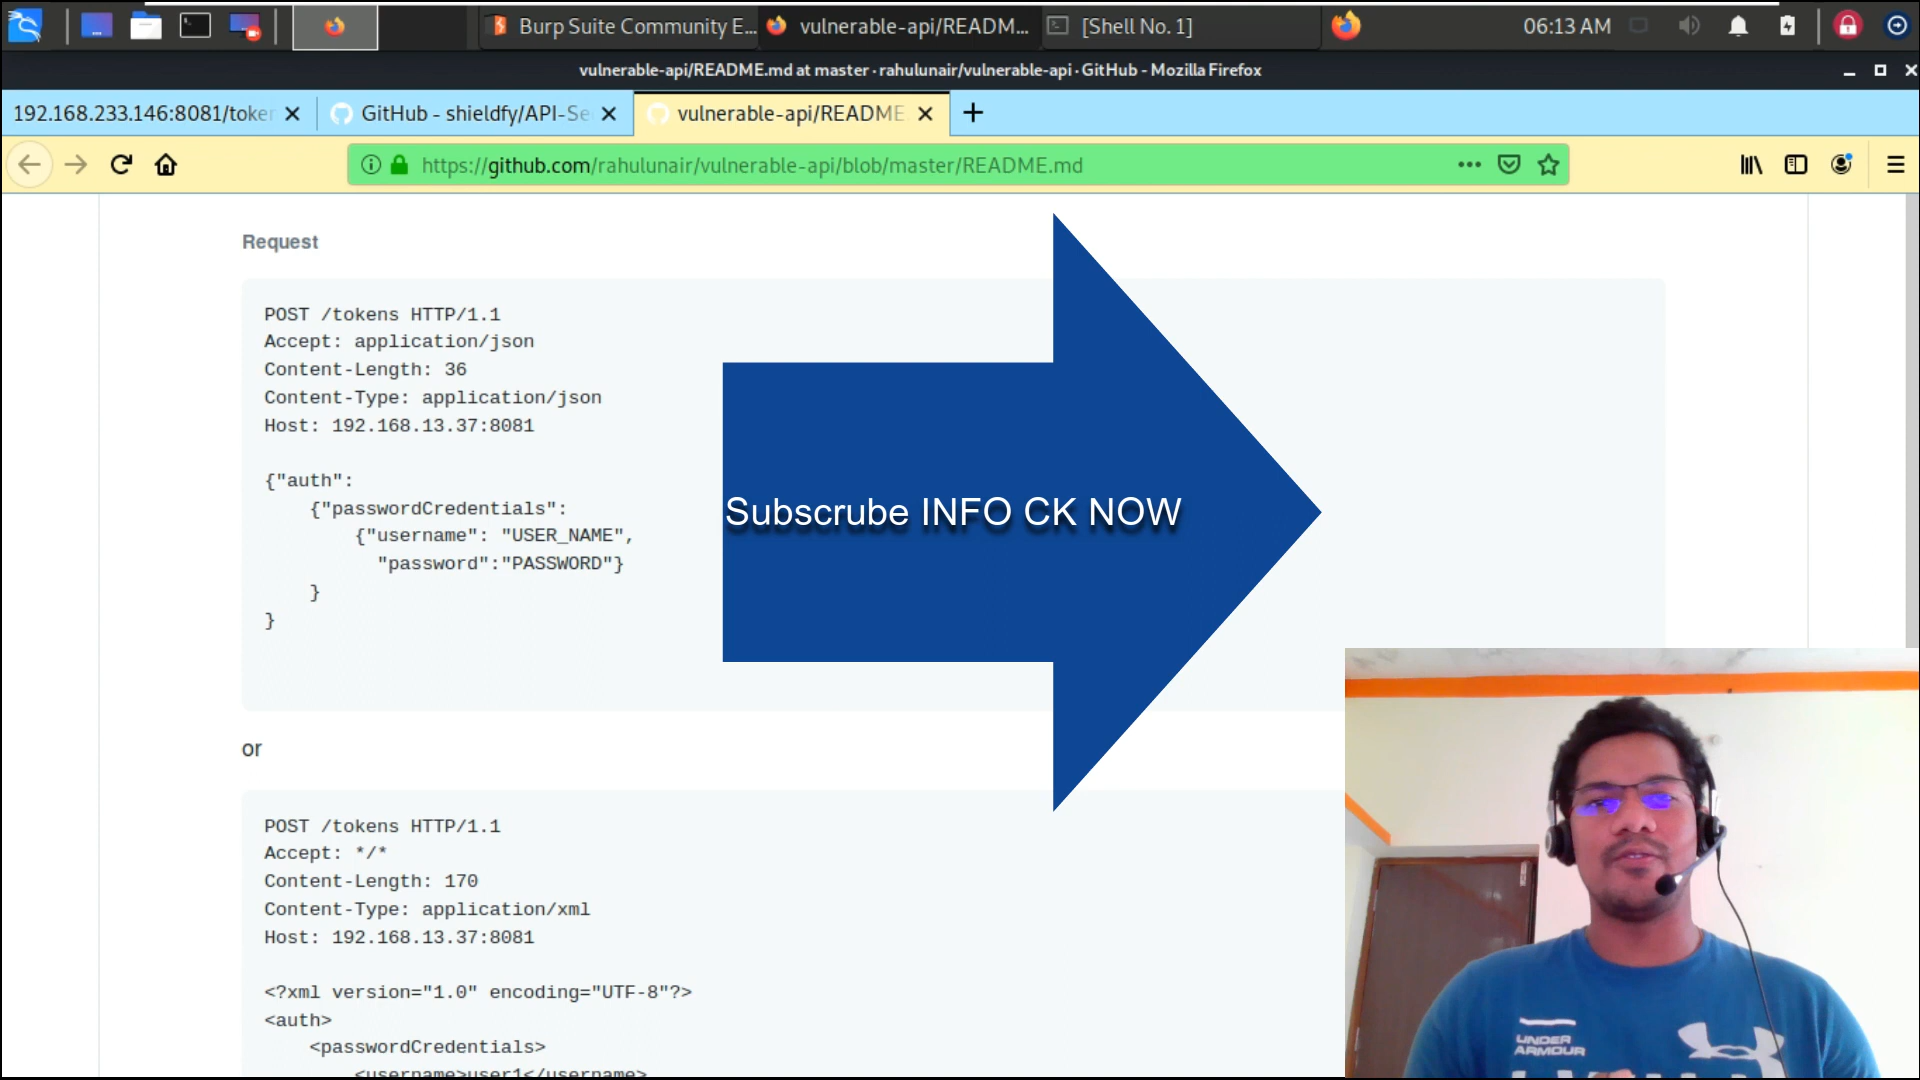 Burp Suite Community E...
vulnerable-api/READM...
[Shell No. 1]
06:13 AM
vulnerable-api/README.md at master · rahulunair/vulnerable-api · GitHub - Mozilla Firefox
192.168.233.146:8081/token
GitHub - shieldfy/API-Se
vulnerable-api/README
https://github.com/rahulunair/vulnerable-api/blob/master/README.md
Request
POST /tokens HTTP/1.1
Accept: application/json
Content-Length: 36
Content-Type: application/json
Host: 192.168.13.37:8081
{"auth":
{"passwordCredentials":
{"username": "USER_NAME",
"password":"PASSWORD"}
}
}
Subscrube INFO CK NOW
or
POST /tokens HTTP/1.1
Accept: */*
Content-Length: 170
Content-Type: application/xml
Host: 192.168.13.37:8081
<?xml version="1.0" encoding="UTF-8"?>
<auth>
<passwordCredentials>
<username>user1</username>
UNDER
ARMOUR